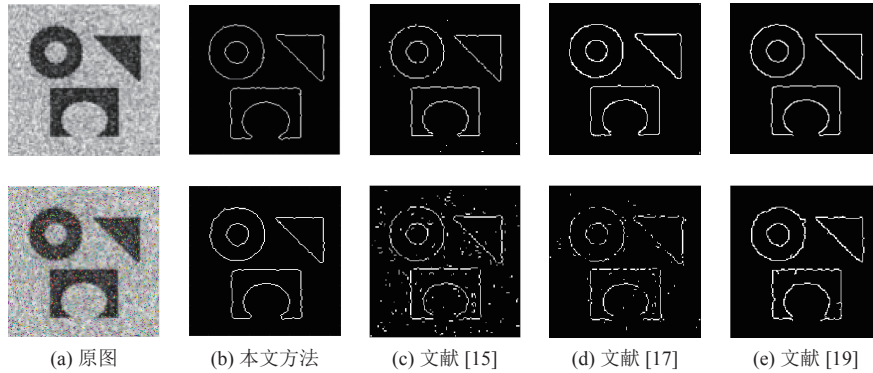 (a) 原图
(b) 本文方法
(c) 文献 [15]
(d) 文献 [17]
(e) 文献 [19]